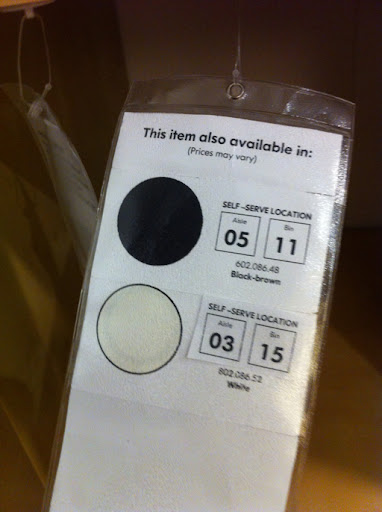 This item also available in:
(Prices may vary)
SELF-SERVE LOCATION
Aisle Bin
05 11
602.086.48
Black-brown
SELF-SERVE LOCATION
Aisle Bin
03 15
802.086.52
White